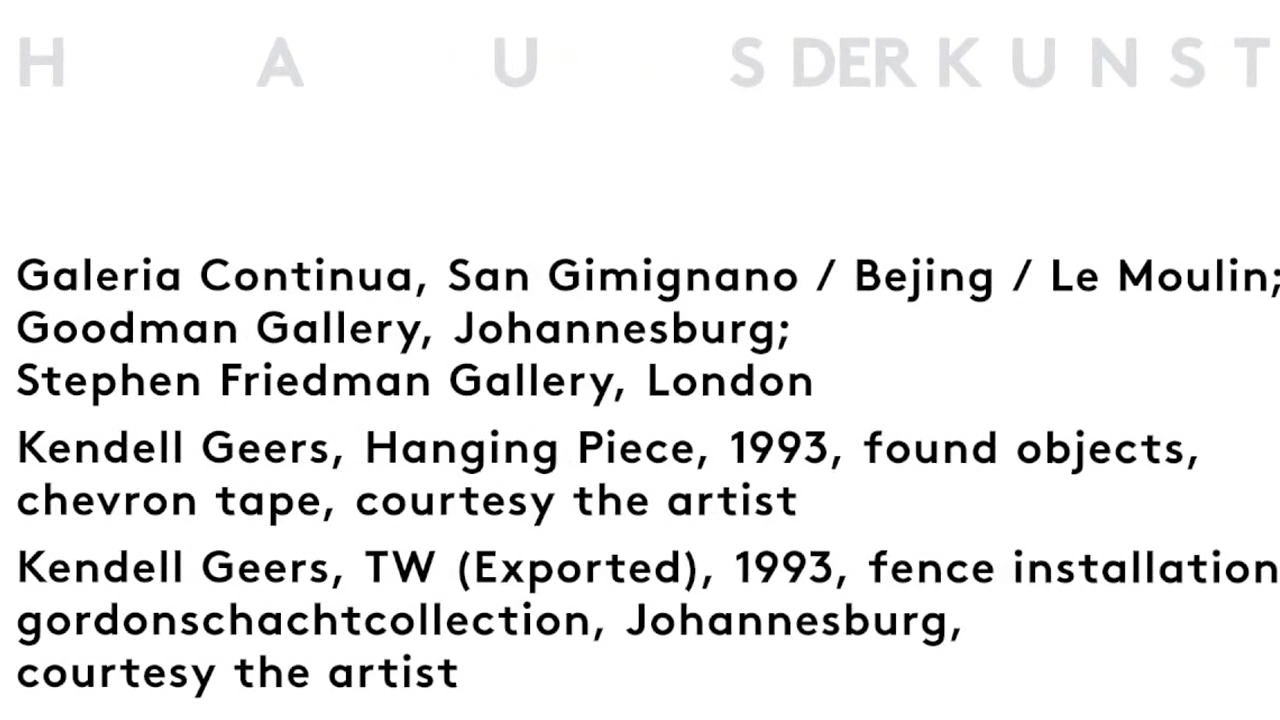 HAUS DER KUNST
Galeria Continua, San Gimignano / Bejing / Le Moulin;
Goodman Gallery, Johannesburg;
Stephen Friedman Gallery, London
Kendell Geers, Hanging Piece, 1993, found objects,
chevron tape, courtesy the artist
Kendell Geers, TW (Exported), 1993, fence installation
gordonschachtcollection, Johannesburg,
courtesy the artist